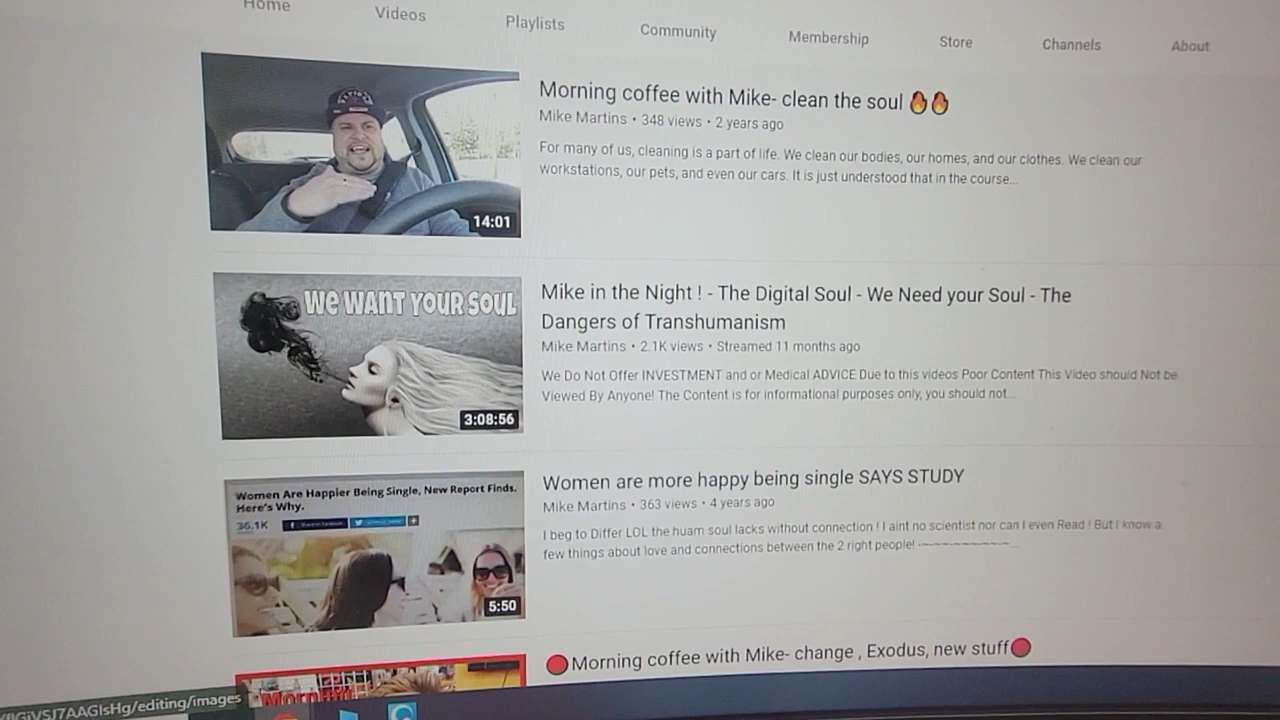 Home Videos Playlists Community Membership Store Channels About
Morning coffee with Mike- clean the soul 🔥🔥
Mike Martins • 348 views • 2 years ago
For many of us, cleaning is a part of life. We clean our bodies, our homes, and our clothes. We clean our
workstations, our pets, and even our cars. It is just understood that in the course...
14:01
WE WANT YOUR SOUL
3:08:56
Mike in the Night ! - The Digital Soul - We Need your Soul - The
Dangers of Transhumanism
Mike Martins • 2.1K views • Streamed 11 months ago
We Do Not Offer INVESTMENT and or Medical ADVICE Due to this videos Poor Content This Video should Not be
Viewed By Anyone! The Content is for informational purposes only, you should not...
Women Are Happier Being Single, New Report Finds.
Here's Why.
36.1K
5:50
Women are more happy being single SAYS STUDY
Mike Martins • 363 views • 4 years ago
I beg to Differ LOL the huam soul lacks without connection ! I aint no scientist nor can I even Read ! But I know a
few things about love and connections between the 2 right people! -~~~~~~~~~~...
🔴Morning coffee with Mike- change , Exodus, new stuff🔴
Morning
/editing/images